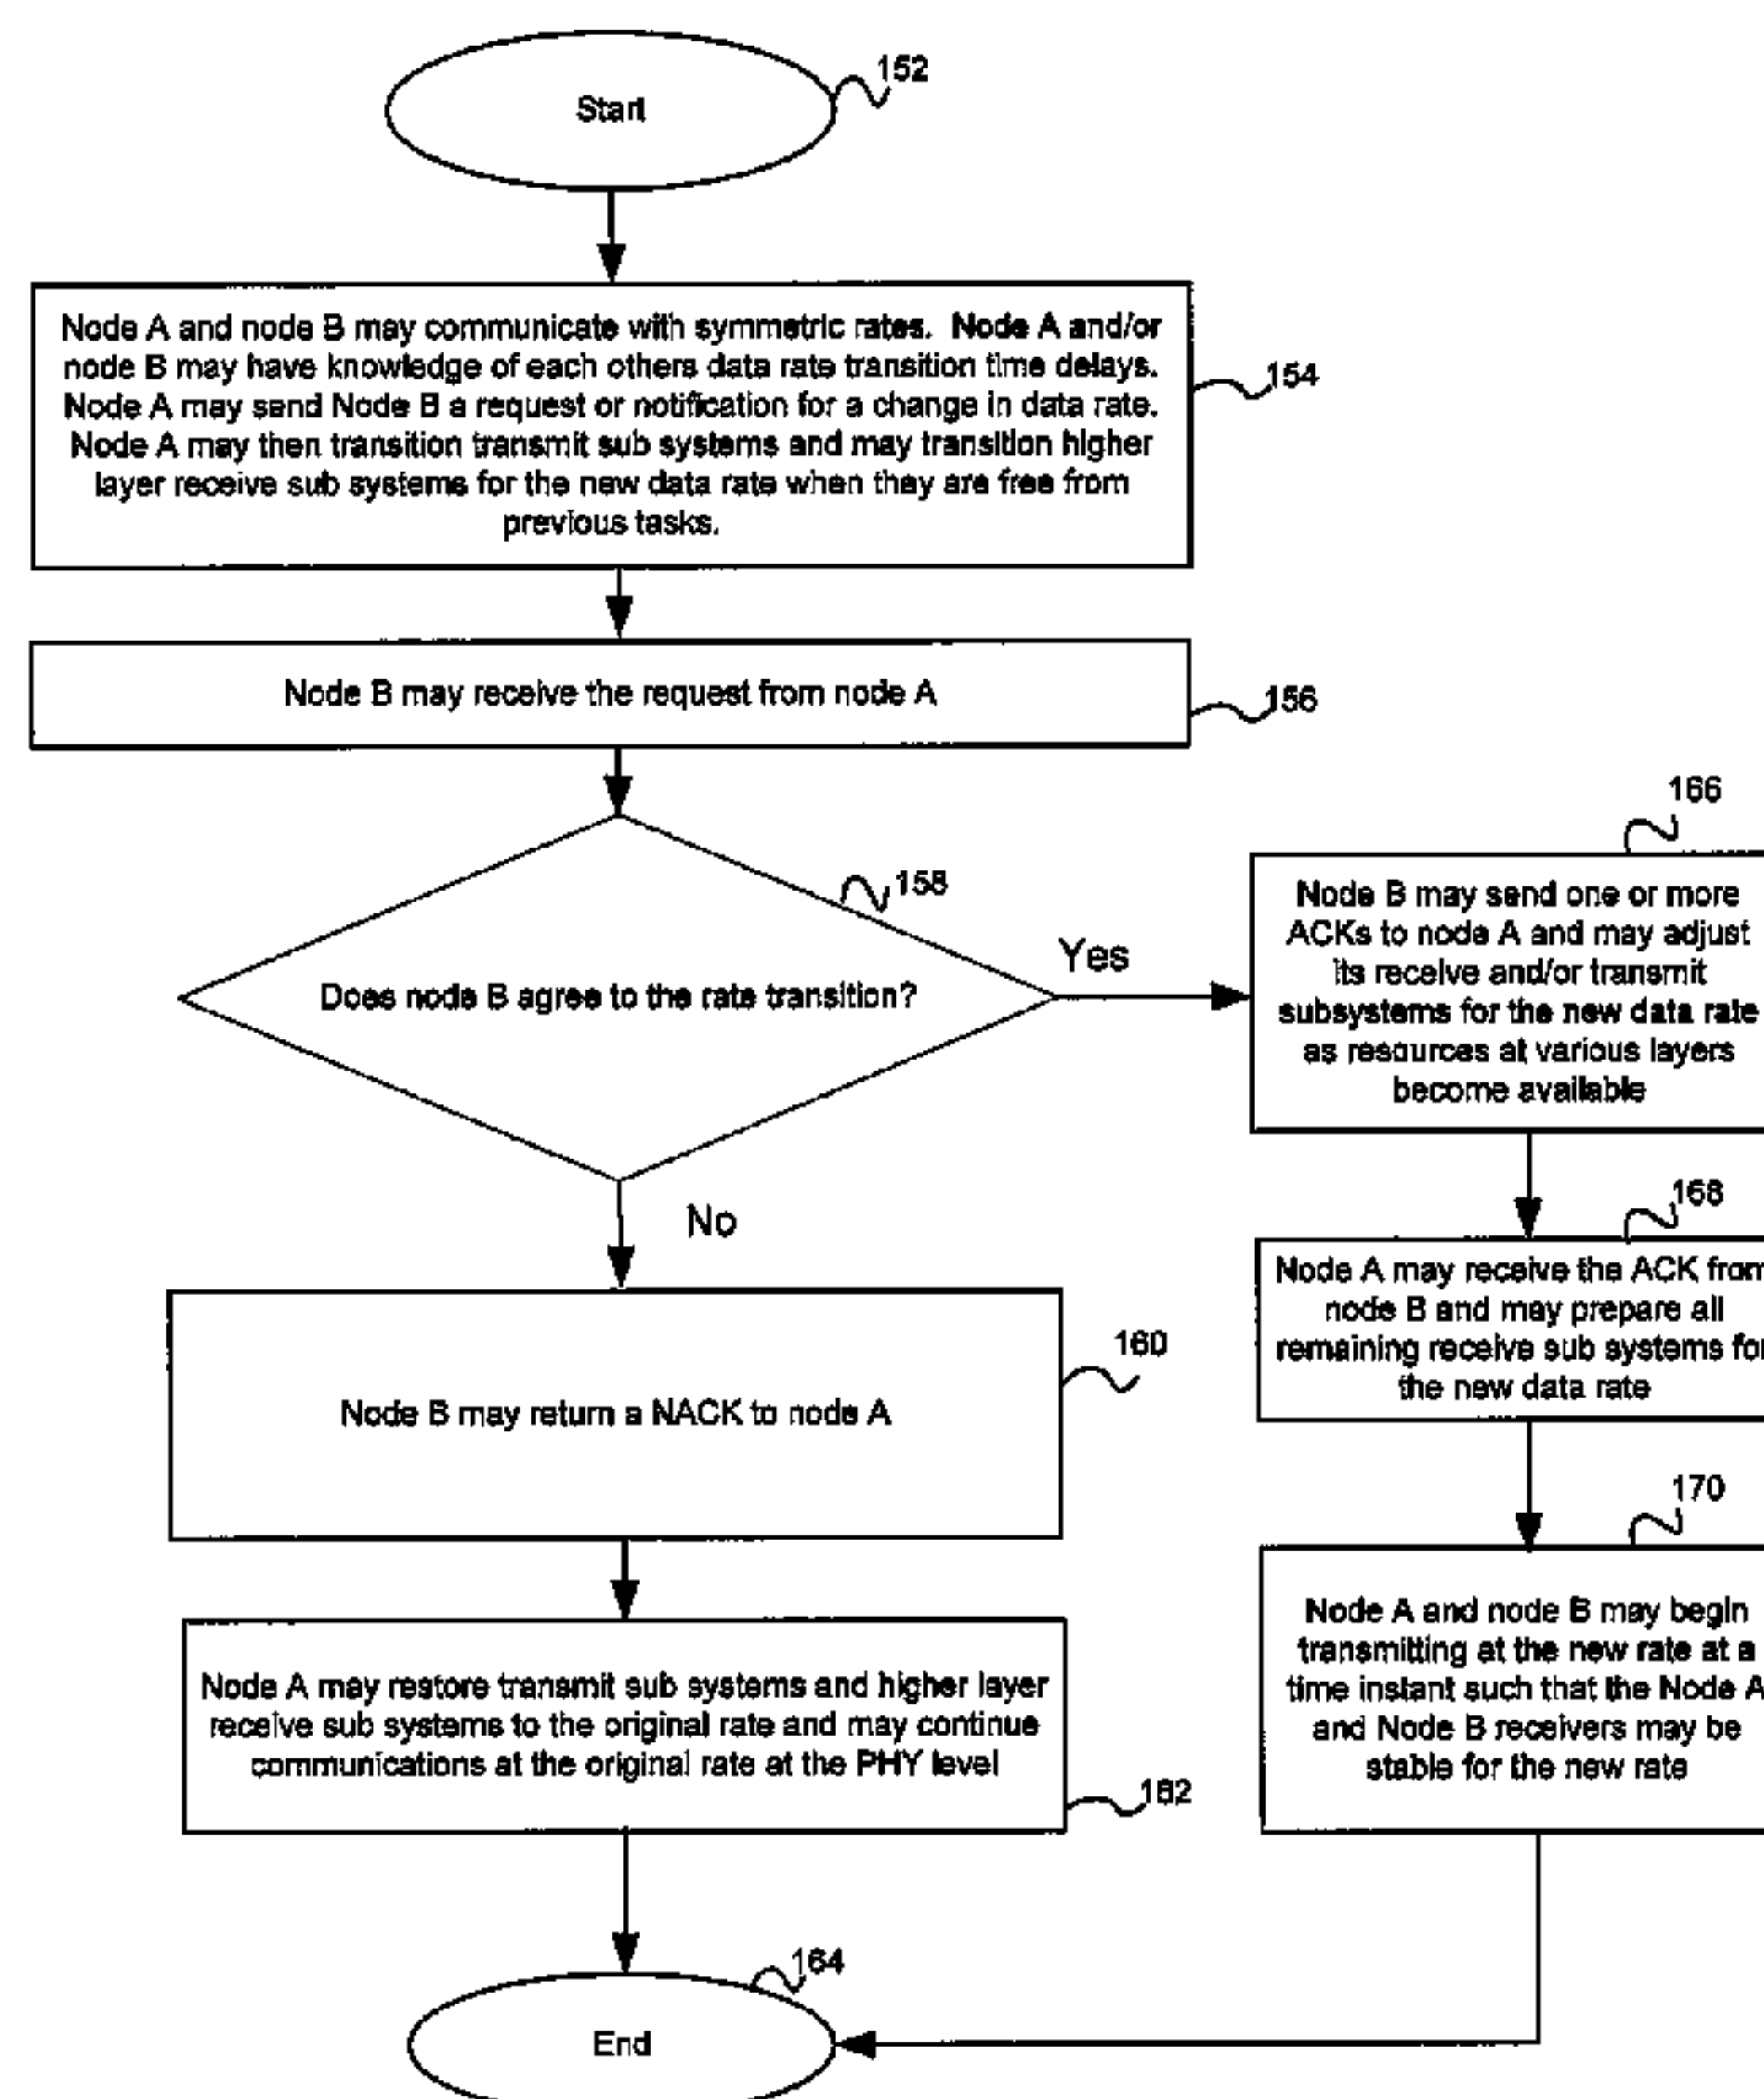 152
Start
Node A and node B may communicate with symmetric rates. Node A and/or
node B may have knowledge of each others data rate transition time delays.
Node A may send Node B a request or notification for a change in data rate.
Node A may then transition transmit sub systems and may transition higher
layer receive sub systems for the new data rate when they are free from
previous tasks.
154
Node B may receive the request from node A
156
158
Does node B agree to the rate transition?
Yes
No
166
Node B may send one or more
ACKs to node A and may adjust
its receive and/or transmit
subsystems for the new data rate
as resources at various layers
become available
168
Node A may receive the ACK from
node B and may prepare all
remaining receive sub systems for
the new data rate
160
Node B may return a NACK to node A
170
Node A and node B may begin
transmitting at the new rate at a
time instant such that the Node A
and Node B receivers may be
stable for the new rate
Node A may restore transmit sub systems and higher layer
receive sub systems to the original rate and may continue
communications at the original rate at the PHY level
162
164
End